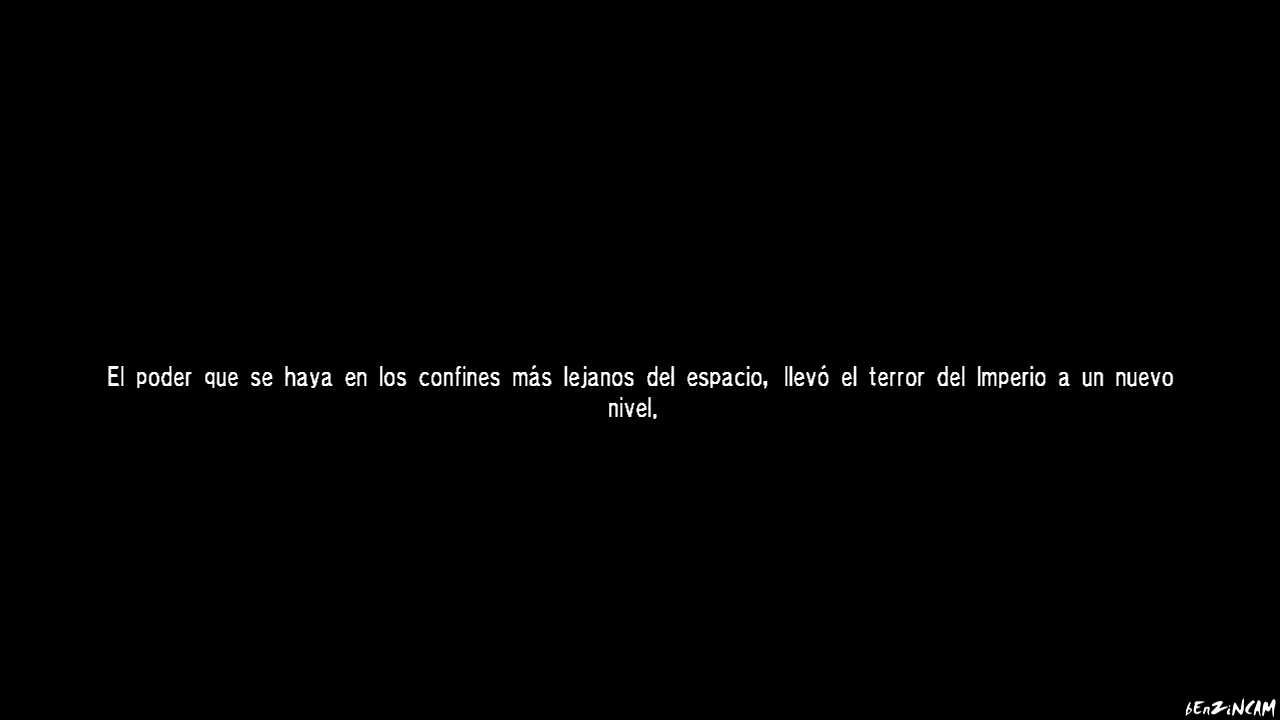 El poder que se haya en los confines más lejanos del espacio, llevó el terror del Imperio a un nuevo
nivel,
bEnZiNCAM